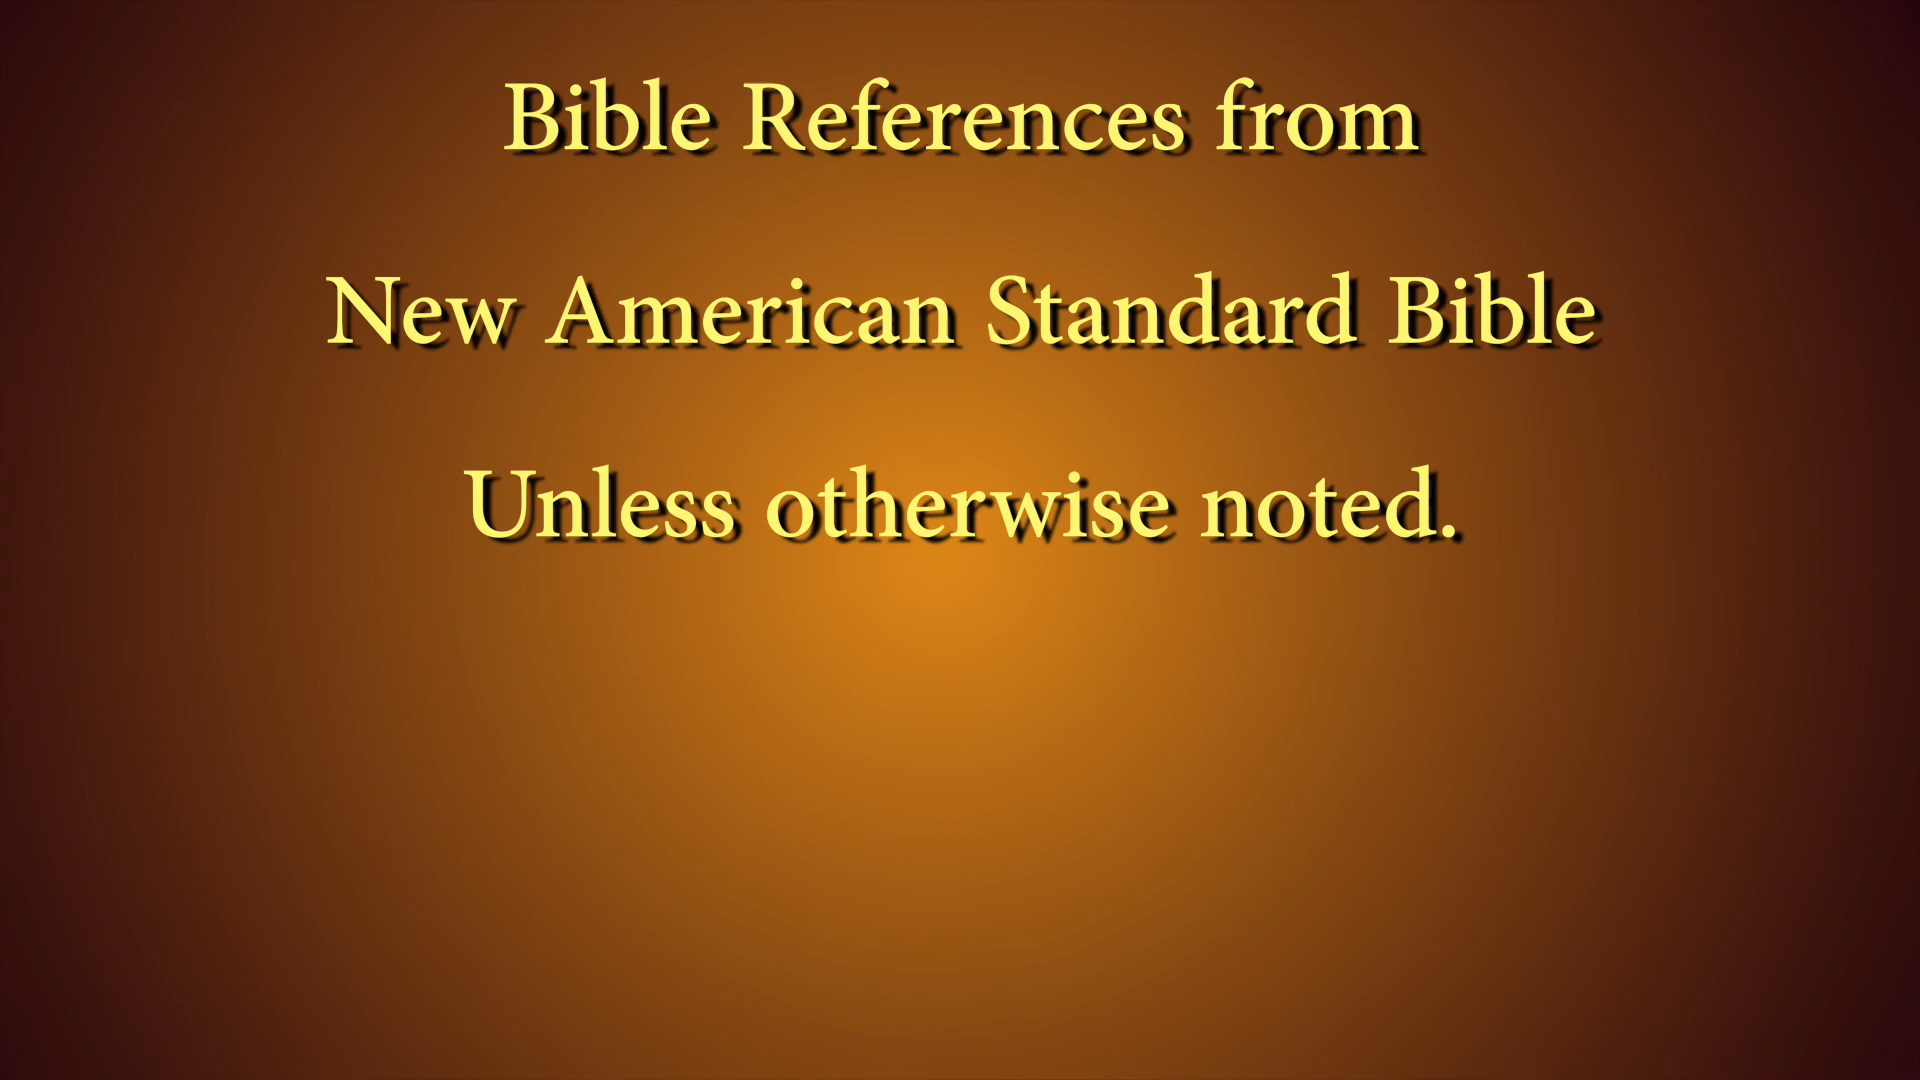 Bible References from
New American Standard Bible
Unless otherwise noted.